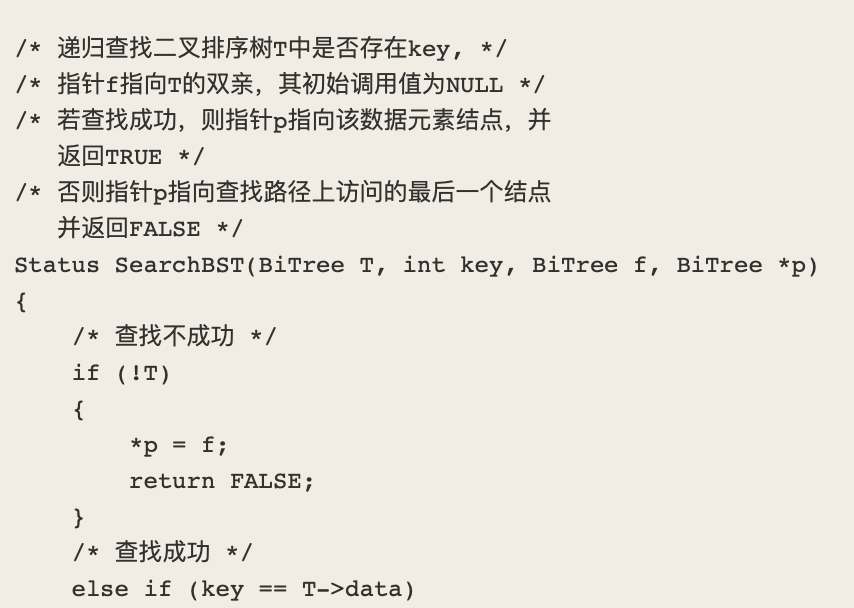 /* 递归查找二叉排序树T中是否存在key, */
/* 指针f指向T的双亲，其初始调用值为NULL */
/* 若查找成功，则指针p指向该数据元素结点，并
   返回TRUE */
/* 否则指针p指向查找路径上访问的最后一个结点
   并返回FALSE */
Status SearchBST(BiTree T, int key, BiTree f, BiTree *p)
{
    /* 查找不成功 */
    if (!T)
    {
        *p = f;
        return FALSE;
    }
    /* 查找成功 */
    else if (key == T->data)